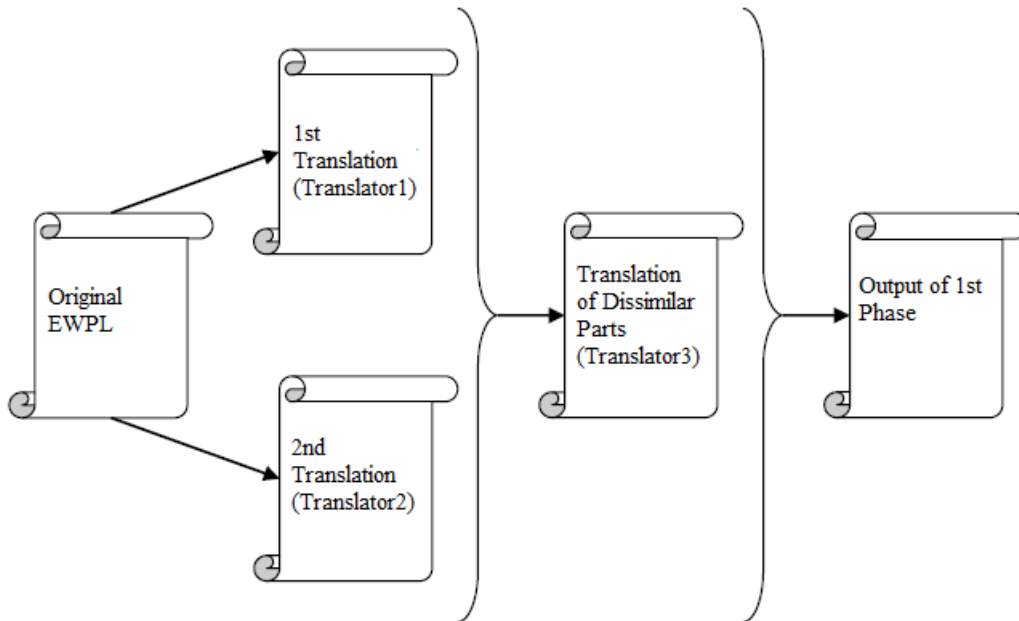 Original
EWPL
1st
Translation
(Translator1)
2nd
Translation
(Translator2)
Translation
of Dissimilar
Parts
(Translator3)
Output of 1st
Phase